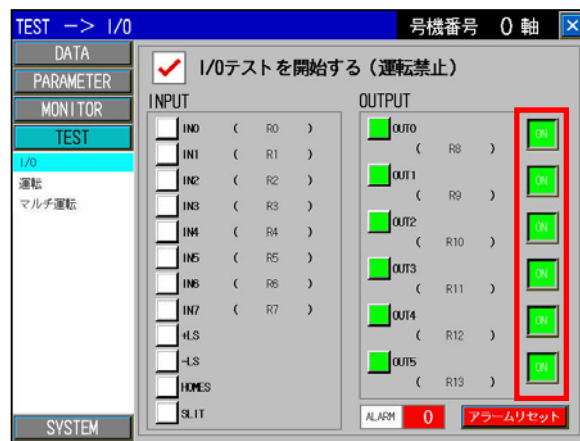 TEST -> I/O 号機番号 0 軸 ×
DATA
PARAMETER
MONITOR
TEST
I/O
運転
マルチ運転
SYSTEM
I/Oテストを開始する（運転禁止）
INPUT
IN0 ( R0 )
IN1 ( R1 )
IN2 ( R2 )
IN3 ( R3 )
IN4 ( R4 )
IN5 ( R5 )
IN6 ( R6 )
IN7 ( R7 )
+LS
-LS
HOMES
SLIT
OUTPUT
OUT0 ON
( R8 )
OUT1 ON
( R9 )
OUT2 ON
( R10 )
OUT3 ON
( R11 )
OUT4 ON
( R12 )
OUT5 ON
( R13 )
ALARM 0 アラームリセット